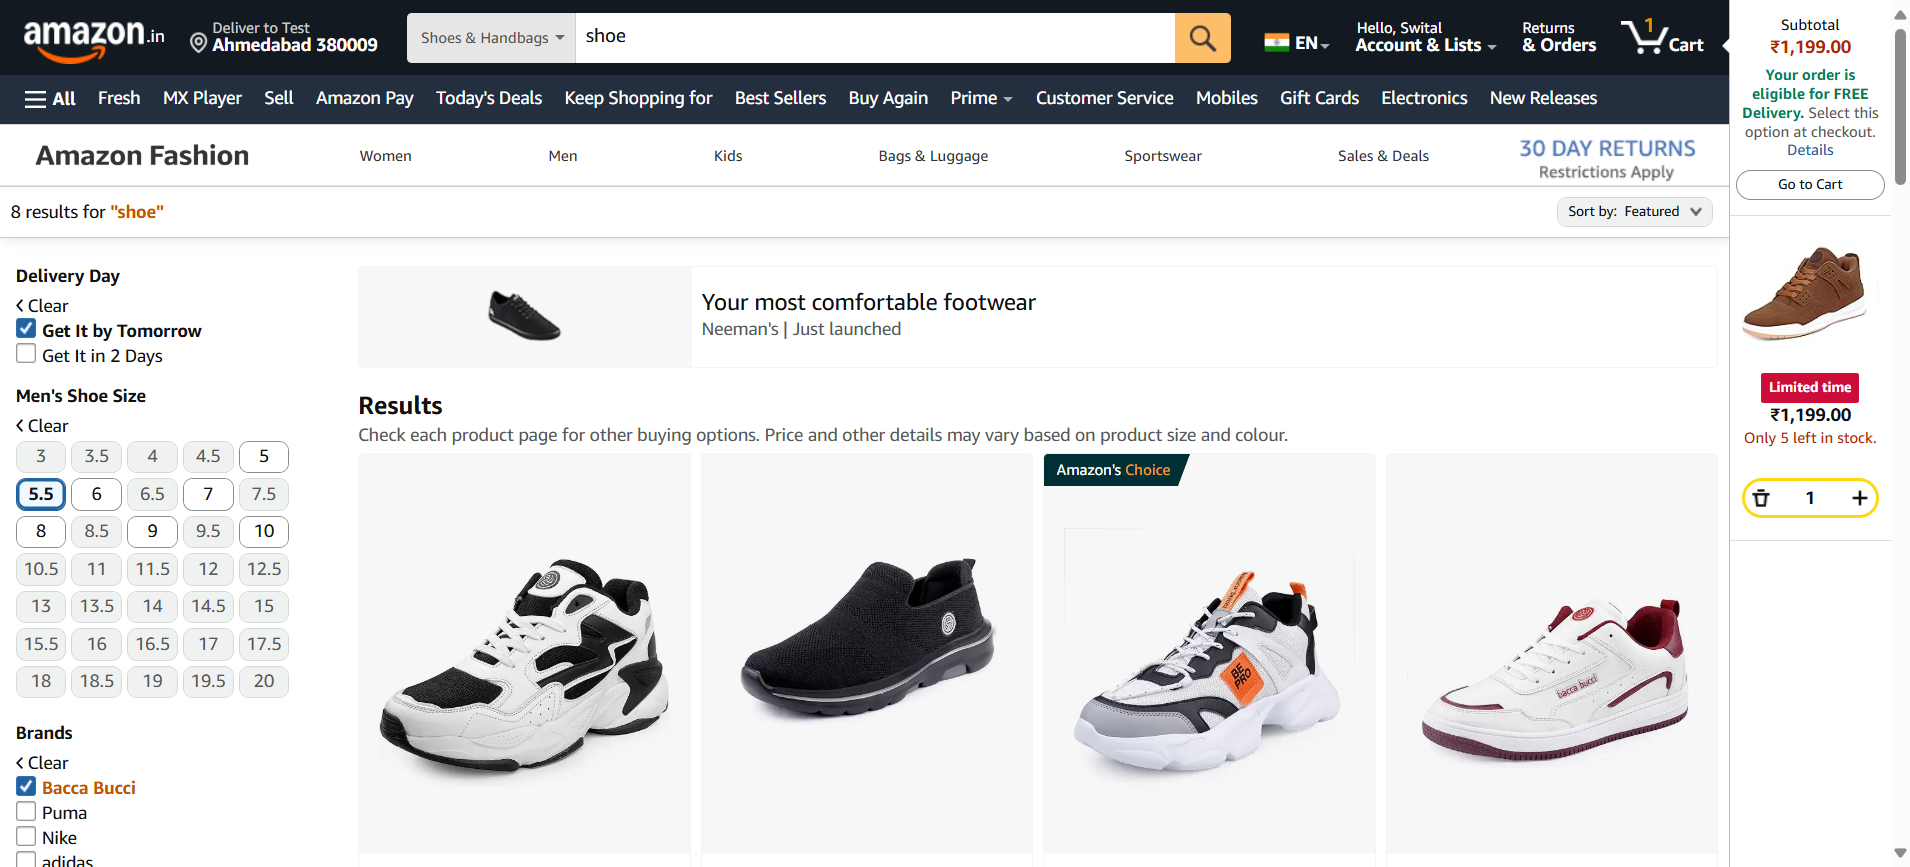 amazon.in
Deliver to Test
Ahmedabad 380009
Shoes & Handbags
shoe
EN
Hello, Swital
Account & Lists
Returns
& Orders
1
Cart
All
Fresh
MX Player
Sell
Amazon Pay
Today's Deals
Keep Shopping for
Best Sellers
Buy Again
Prime
Customer Service
Mobiles
Gift Cards
Electronics
New Releases
Amazon Fashion
Women
Men
Kids
Bags & Luggage
Sportswear
Sales & Deals
30 DAY RETURNS
Restrictions Apply
8 results for "shoe"
Sort by: Featured
Delivery Day
Clear
Get It by Tomorrow
Get It in 2 Days
Men's Shoe Size
Clear
3 3.5 4 4.5 5
5.5 6 6.5 7 7.5
8 8.5 9 9.5 10
10.5 11 11.5 12 12.5
13 13.5 14 14.5 15
15.5 16 16.5 17 17.5
18 18.5 19 19.5 20
Brands
Clear
Bacca Bucci
Puma
Nike
adidas
Your most comfortable footwear
Neeman's | Just launched
Results
Check each product page for other buying options. Price and other details may vary based on product size and colour.
Amazon's Choice
BE
PRO
bacca bucci
Subtotal
₹1,199.00
Your order is
eligible for FREE
Delivery. Select this
option at checkout.
Details
Go to Cart
Limited time
₹1,199.00
Only 5 left in stock.
1